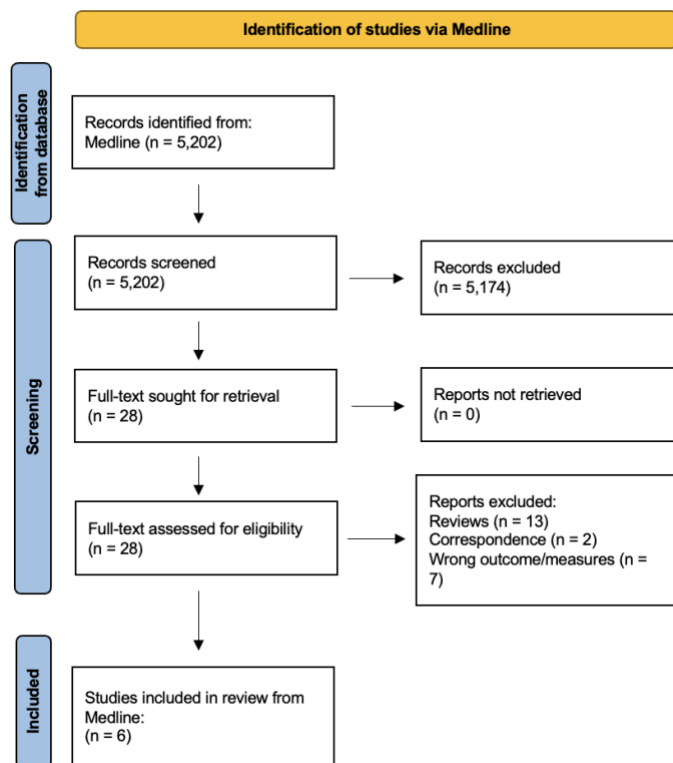 Identification of studies via Medline
Identification
from database
Records identified from:
Medline (n = 5,202)
Screening
Records screened
(n = 5,202)
Records excluded
(n = 5,174)
Full-text sought for retrieval
(n = 28)
Reports not retrieved
(n = 0)
Full-text assessed for eligibility
(n = 28)
Reports excluded:
Reviews (n = 13)
Correspondence (n = 2)
Wrong outcome/measures (n =
7)
Included
Studies included in review from
Medline:
(n = 6)